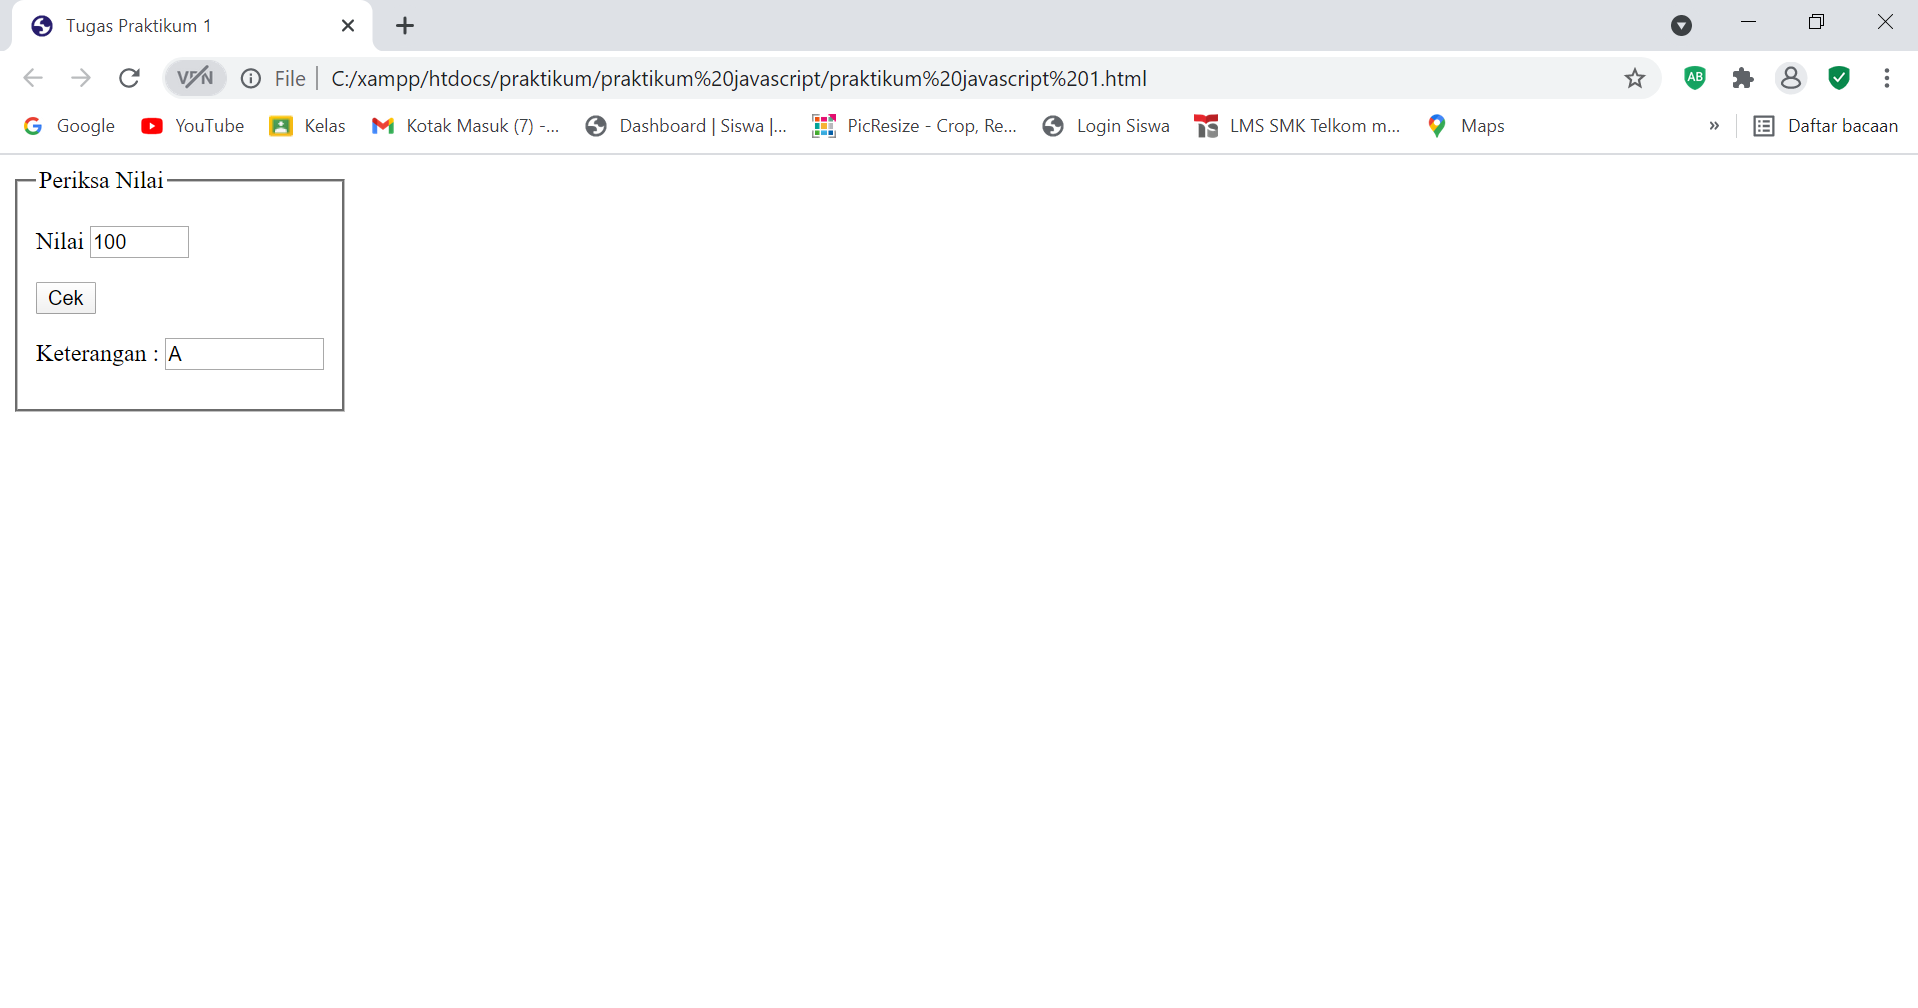 Tugas Praktikum 1
VPN File C:/xampp/htdocs/praktikum/praktikum%20javascript/praktikum%20javascript%201.html AB
Google YouTube Kelas Kotak Masuk (7) -... Dashboard | Siswa |... PicResize - Crop, Re... Login Siswa LMS SMK Telkom m... Maps » Daftar bacaan
Periksa Nilai
Nilai 100
Cek
Keterangan : A